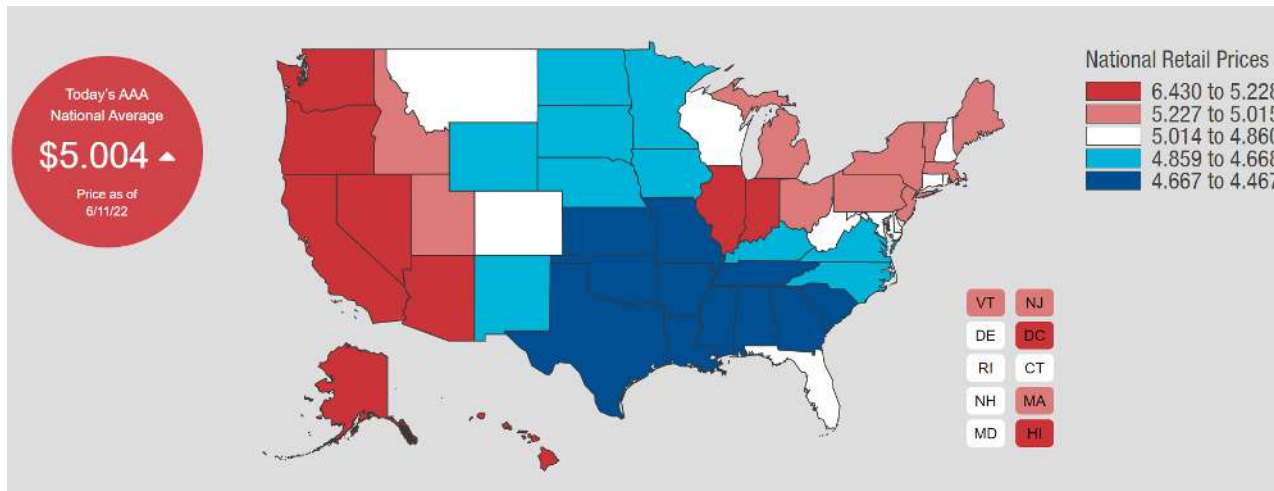 Today's AAA
National Average
$5.004
Price as of
6/11/22
National Retail Prices
6.430 to 5.228
5.227 to 5.015
5.014 to 4.860
4.859 to 4.668
4.667 to 4.467
VT NJ
DE DC
RI CT
NH MA
MD HI